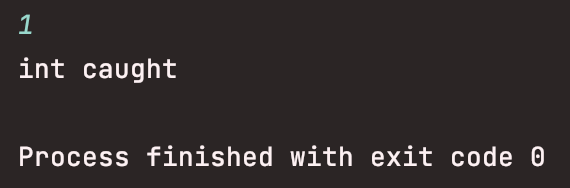 1
int caught
Process finished with exit code 0